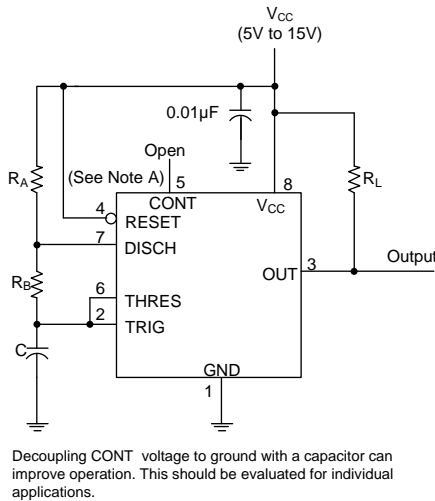 VCC
(5V to 15V)
0.01µF
Open
(See Note A)
5
8
RA
CONT
VCC
RL
4
RESET
7
DISCH
RB
OUT
3
Output
6
THRES
2
TRIG
C
GND
1
Decoupling CONT voltage to ground with a capacitor can
improve operation. This should be evaluated for individual
applications.